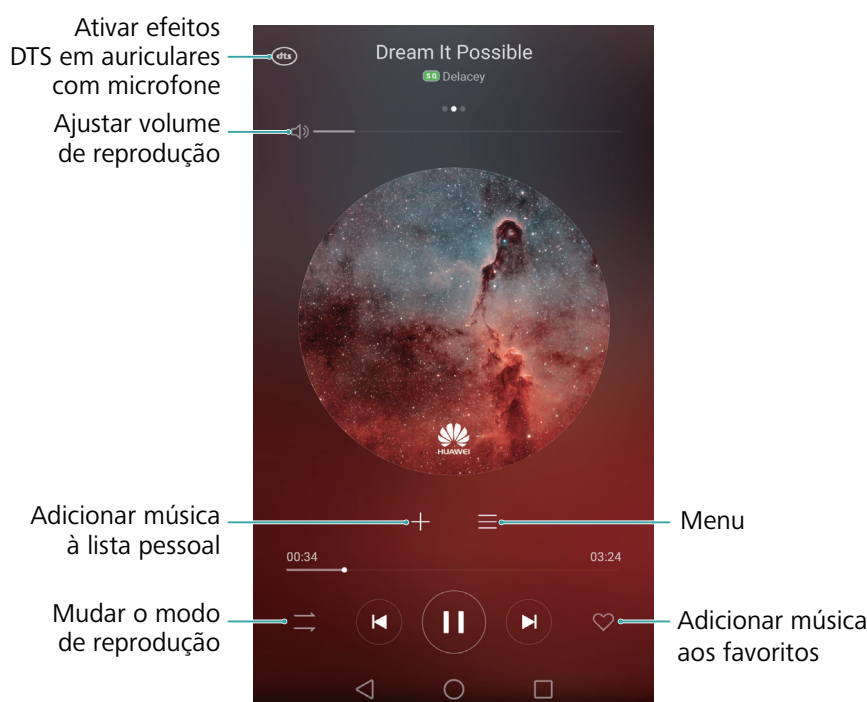 Ativar efeitos
DTS em auriculares
com microfone
dts
Dream It Possible
SQ Delacey
Ajustar volume
de reprodução
HUAWEI
Adicionar música
à lista pessoal
Menu
00:34
03:24
Mudar o modo
de reprodução
Adicionar música
aos favoritos